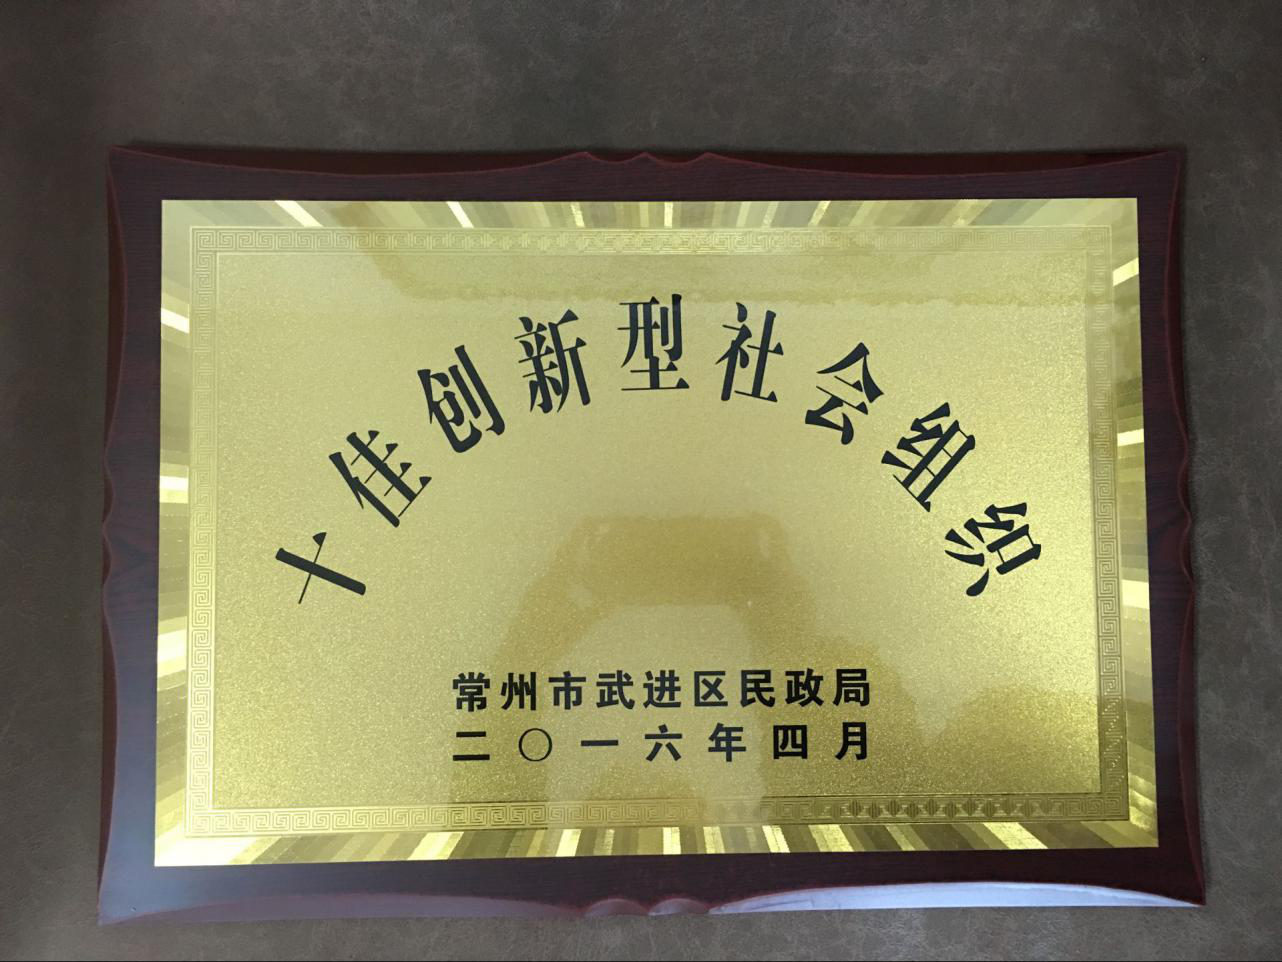 十佳创新型社会组织
常州市武进区民政局
二〇一六年四月